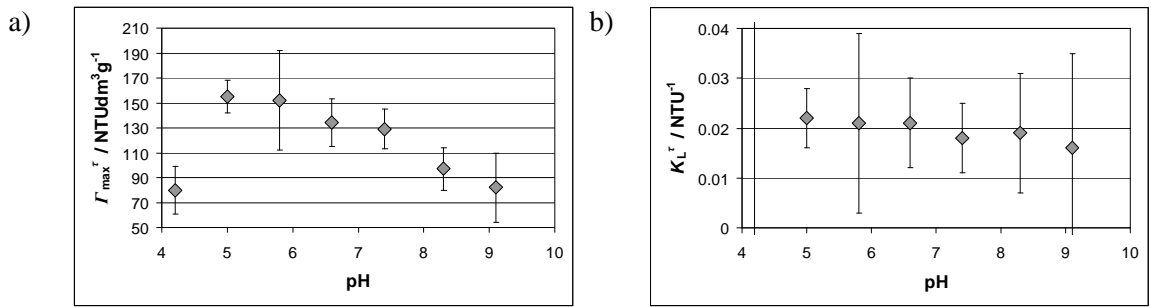 a)
210
190
170
150
130
110
90
70
50
Γmax^τ / NTUdm³g⁻¹
4 5 6 7 8 9 10
pH
b)
0.04
0.03
0.02
0.01
0
K_L^τ / NTU⁻¹
4 5 6 7 8 9 10
pH